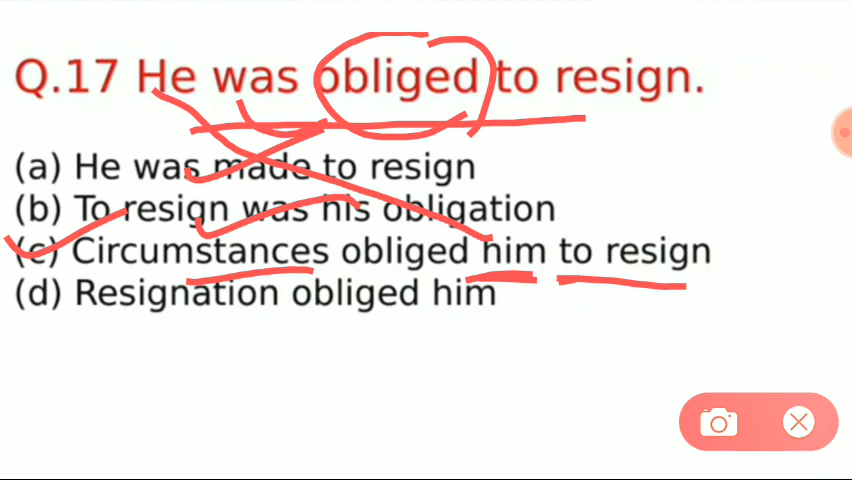 Q.17 He was obliged to resign.
(a) He was made to resign
(b) To resign was his obligation
(c) Circumstances obliged him to resign
(d) Resignation obliged him